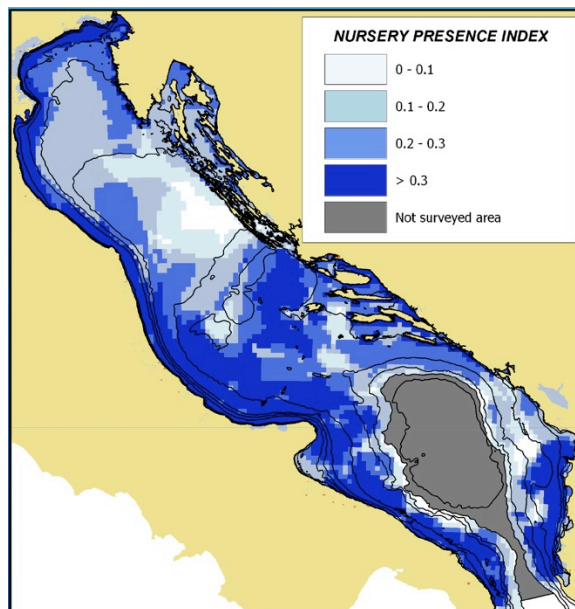 NURSERY PRESENCE INDEX
0 - 0.1
0.1 - 0.2
0.2 - 0.3
> 0.3
Not surveyed area